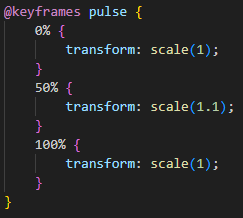 @keyframes pulse {
    0% {
        transform: scale(1);
    }
    50% {
        transform: scale(1.1);
    }
    100% {
        transform: scale(1);
    }
}